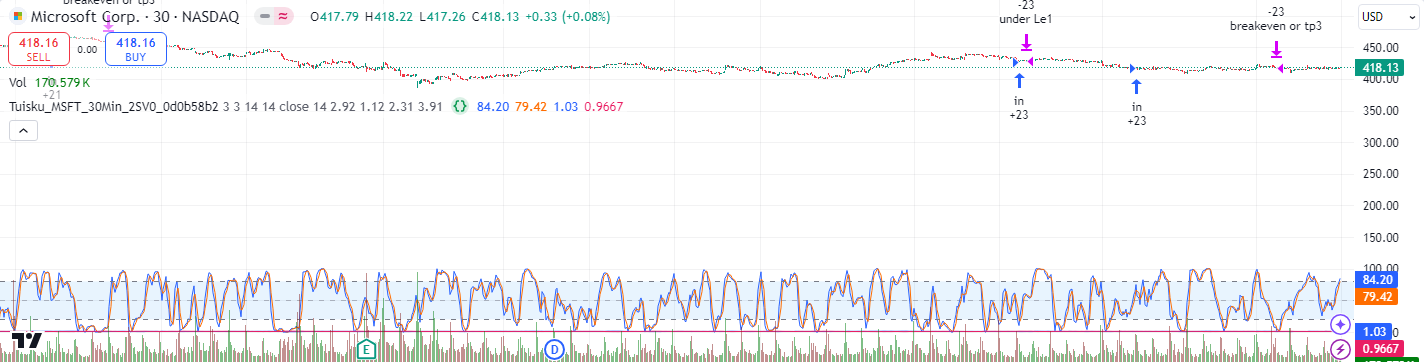 breakeven or tp3
Microsoft Corp. · 30 · NASDAQ O417.79 H418.22 L417.26 C418.13 +0.33 (+0.08%)
418.16
SELL
0.00
418.16
BUY
Vol 170.579 K
+21
Tuisku_MSFT_30Min_2SV0_0d0b58b2 3 3 14 14 close 14 2.92 1.12 2.31 3.91 {} 84.20 79.42 1.03 0.9667
-23
under Le1
in
+23
in
+23
-23
breakeven or tp3
USD
450.00
418.13
400.00
350.00
300.00
250.00
200.00
150.00
100.00
84.20
79.42
1.03
0.9667
E
D